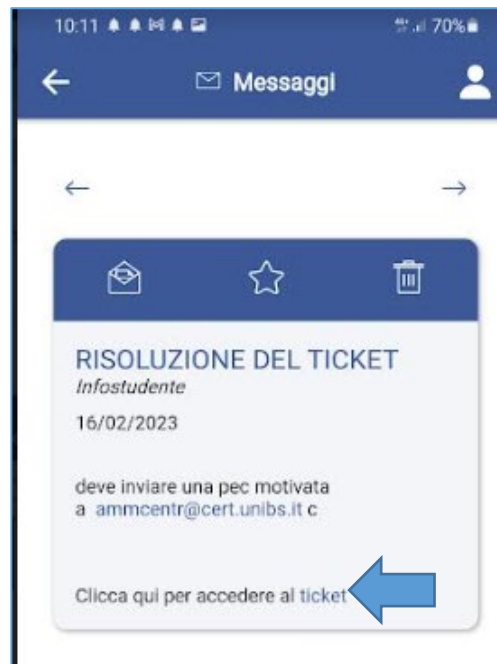 10:11 70%
Messaggi
RISOLUZIONE DEL TICKET
Infostudente
16/02/2023
deve inviare una pec motivata
a ammcentr@cert.unibs.it c
Clicca qui per accedere al ticket